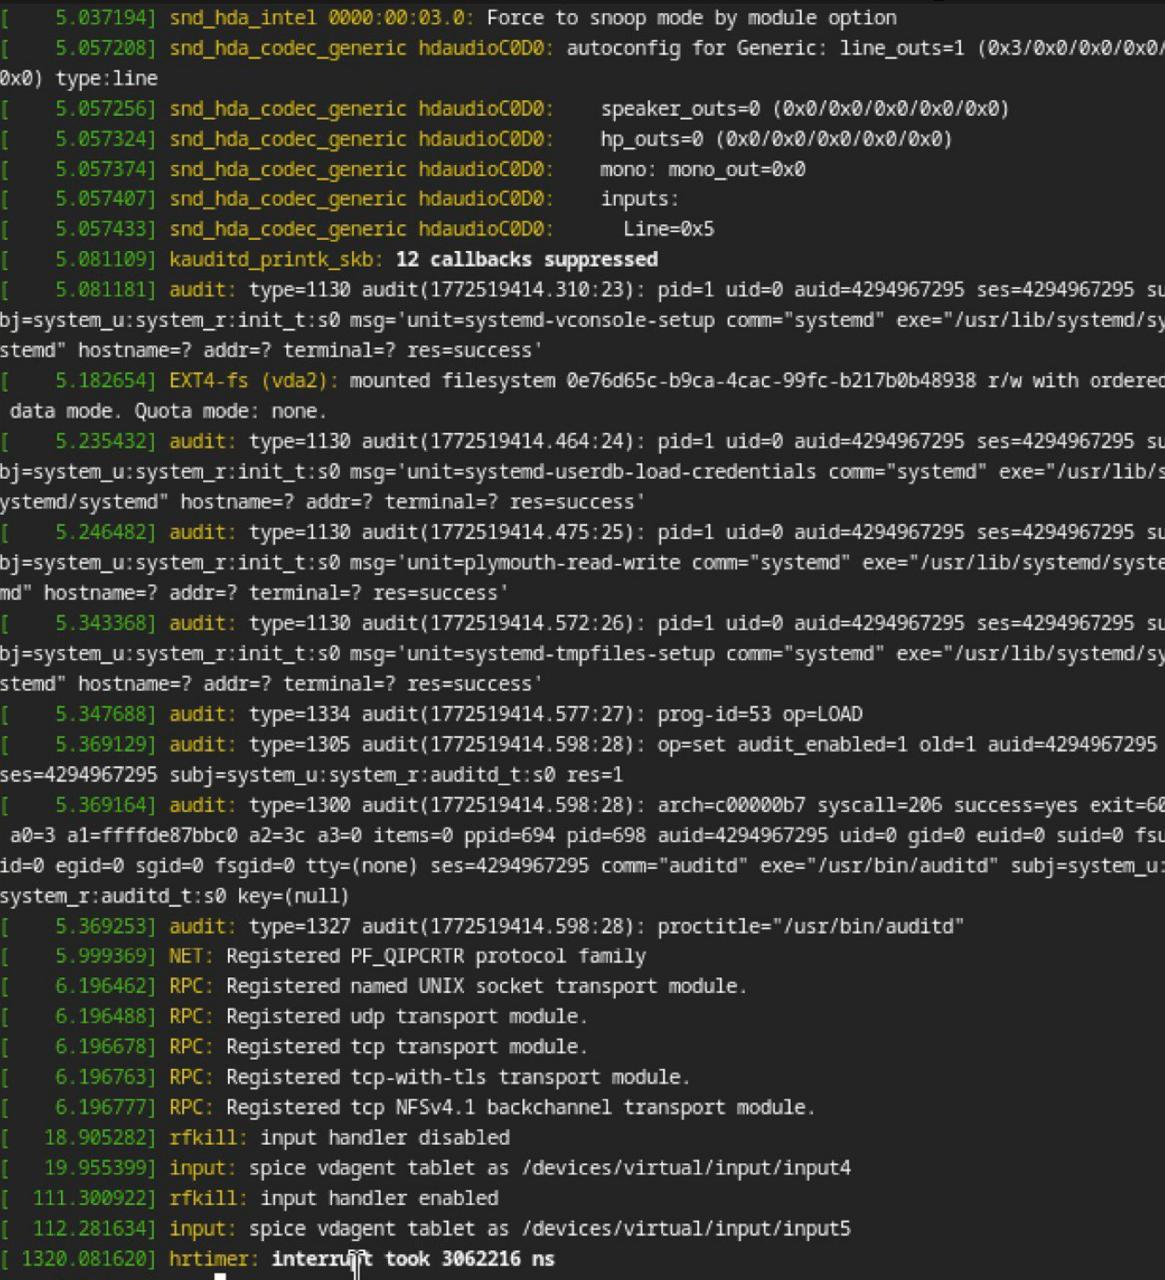 [    5.037194] snd_hda_intel 0000:00:03.0: Force to snoop mode by module option
[    5.057208] snd_hda_codec_generic hdaudioC0D0: autoconfig for Generic: line_outs=1 (0x3/0x0/0x0/0x0/
0x0) type:line
[    5.057256] snd_hda_codec_generic hdaudioC0D0:    speaker_outs=0 (0x0/0x0/0x0/0x0/0x0)
[    5.057324] snd_hda_codec_generic hdaudioC0D0:    hp_outs=0 (0x0/0x0/0x0/0x0/0x0)
[    5.057374] snd_hda_codec_generic hdaudioC0D0:    mono: mono_out=0x0
[    5.057407] snd_hda_codec_generic hdaudioC0D0:    inputs:
[    5.057433] snd_hda_codec_generic hdaudioC0D0:      Line=0x5
[    5.081109] kauditd_printk_skb: 12 callbacks suppressed
[    5.081181] audit: type=1130 audit(1772519414.310:23): pid=1 uid=0 auid=4294967295 ses=4294967295 su
bj=system_u:system_r:init_t:s0 msg='unit=systemd-vconsole-setup comm="systemd" exe="/usr/lib/systemd/sy
stemd" hostname=? addr=? terminal=? res=success'
[    5.182654] EXT4-fs (vda2): mounted filesystem 0e76d65c-b9ca-4cac-99fc-b217b0b48938 r/w with ordered
 data mode. Quota mode: none.
[    5.235432] audit: type=1130 audit(1772519414.464:24): pid=1 uid=0 auid=4294967295 ses=4294967295 su
bj=system_u:system_r:init_t:s0 msg='unit=systemd-userdb-load-credentials comm="systemd" exe="/usr/lib/s
ystemd/systemd" hostname=? addr=? terminal=? res=success'
[    5.246482] audit: type=1130 audit(1772519414.475:25): pid=1 uid=0 auid=4294967295 ses=4294967295 su
bj=system_u:system_r:init_t:s0 msg='unit=plymouth-read-write comm="systemd" exe="/usr/lib/systemd/syste
md" hostname=? addr=? terminal=? res=success'
[    5.343368] audit: type=1130 audit(1772519414.572:26): pid=1 uid=0 auid=4294967295 ses=4294967295 su
bj=system_u:system_r:init_t:s0 msg='unit=systemd-tmpfiles-setup comm="systemd" exe="/usr/lib/systemd/sy
stemd" hostname=? addr=? terminal=? res=success'
[    5.347688] audit: type=1334 audit(1772519414.577:27): prog-id=53 op=LOAD
[    5.369129] audit: type=1305 audit(1772519414.598:28): op=set audit_enabled=1 old=1 auid=4294967295
ses=4294967295 subj=system_u:system_r:auditd_t:s0 res=1
[    5.369164] audit: type=1300 audit(1772519414.598:28): arch=c00000b7 syscall=206 success=yes exit=60
 a0=3 a1=ffffde87bbc0 a2=3c a3=0 items=0 ppid=694 pid=698 auid=4294967295 uid=0 gid=0 euid=0 suid=0 fsu
id=0 egid=0 sgid=0 fsgid=0 tty=(none) ses=4294967295 comm="auditd" exe="/usr/bin/auditd" subj=system_u:
system_r:auditd_t:s0 key=(null)
[    5.369253] audit: type=1327 audit(1772519414.598:28): proctitle="/usr/bin/auditd"
[    5.999369] NET: Registered PF_QIPCRTR protocol family
[    6.196462] RPC: Registered named UNIX socket transport module.
[    6.196488] RPC: Registered udp transport module.
[    6.196678] RPC: Registered tcp transport module.
[    6.196763] RPC: Registered tcp-with-tls transport module.
[    6.196777] RPC: Registered tcp NFSv4.1 backchannel transport module.
[   18.905282] rfkill: input handler disabled
[   19.955399] input: spice vdagent tablet as /devices/virtual/input/input4
[  111.300922] rfkill: input handler enabled
[  112.281634] input: spice vdagent tablet as /devices/virtual/input/input5
[ 1320.081620] hrtimer: interrupt took 3062216 ns